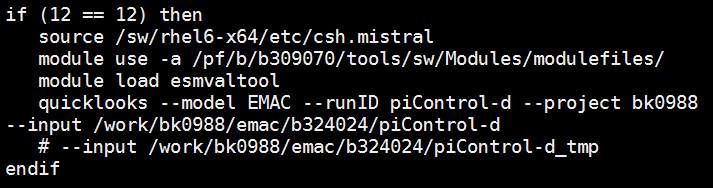 if (12 == 12) then
   source /sw/rhel6-x64/etc/csh.mistral
   module use -a /pf/b/b309070/tools/sw/Modules/modulefiles/
   module load esmvaltool
   quicklooks --model EMAC --runID piControl-d --project bk0988
--input /work/bk0988/emac/b324024/piControl-d
   # --input /work/bk0988/emac/b324024/piControl-d_tmp
endif